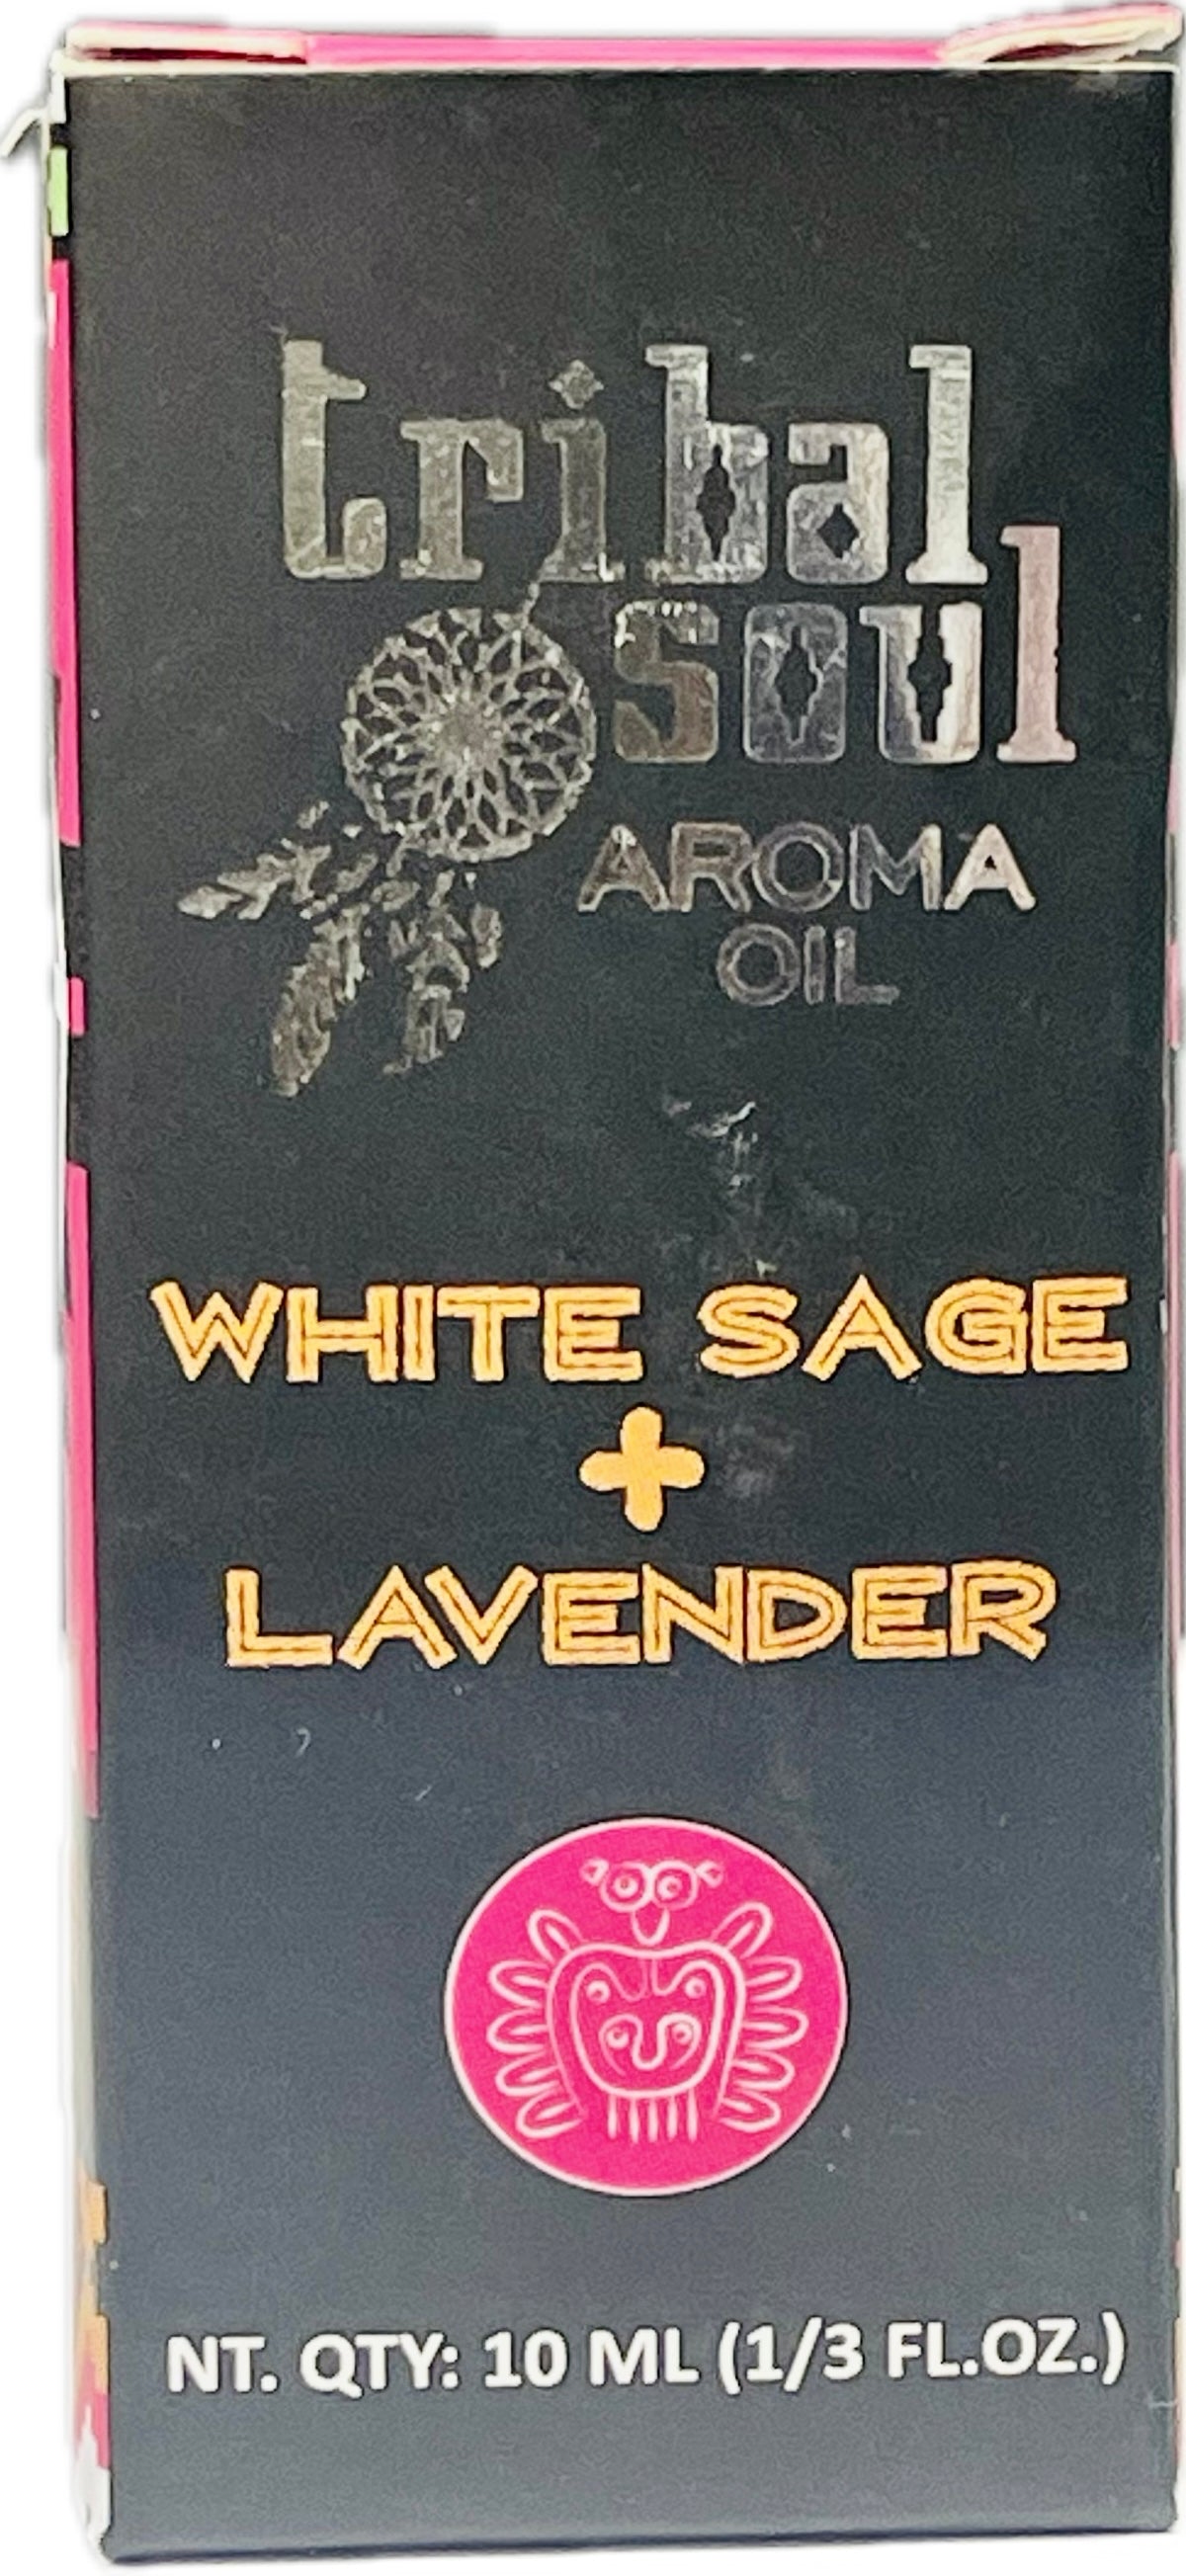 tribal
soul
AROMA
OIL
WHITE SAGE
+
LAVENDER
NT. QTY: 10 ML (1/3 FL.OZ.)